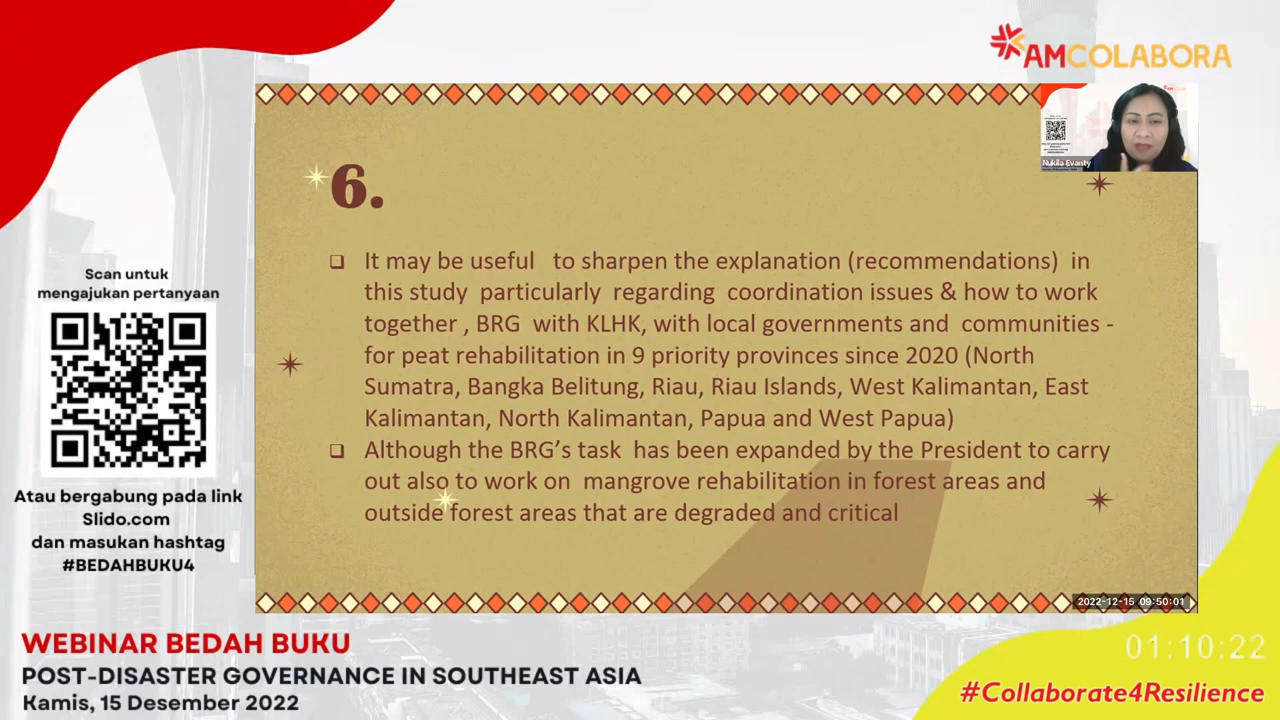 AMCOLABORA
Nukila Evanty
6.
It may be useful to sharpen the explanation (recommendations) in
this study particularly regarding coordination issues & how to work
together , BRG with KLHK, with local governments and communities -
for peat rehabilitation in 9 priority provinces since 2020 (North
Sumatra, Bangka Belitung, Riau, Riau Islands, West Kalimantan, East
Kalimantan, North Kalimantan, Papua and West Papua)
Although the BRG's task has been expanded by the President to carry
out also to work on mangrove rehabilitation in forest areas and
outside forest areas that are degraded and critical
Scan untuk
mengajukan pertanyaan
Atau bergabung pada link
Slido.com
dan masukan hashtag
#BEDAHBUKU4
2022-12-15 09:50:01
WEBINAR BEDAH BUKU
POST-DISASTER GOVERNANCE IN SOUTHEAST ASIA
Kamis, 15 Desember 2022
01:10:22
#Collaborate4Resilience